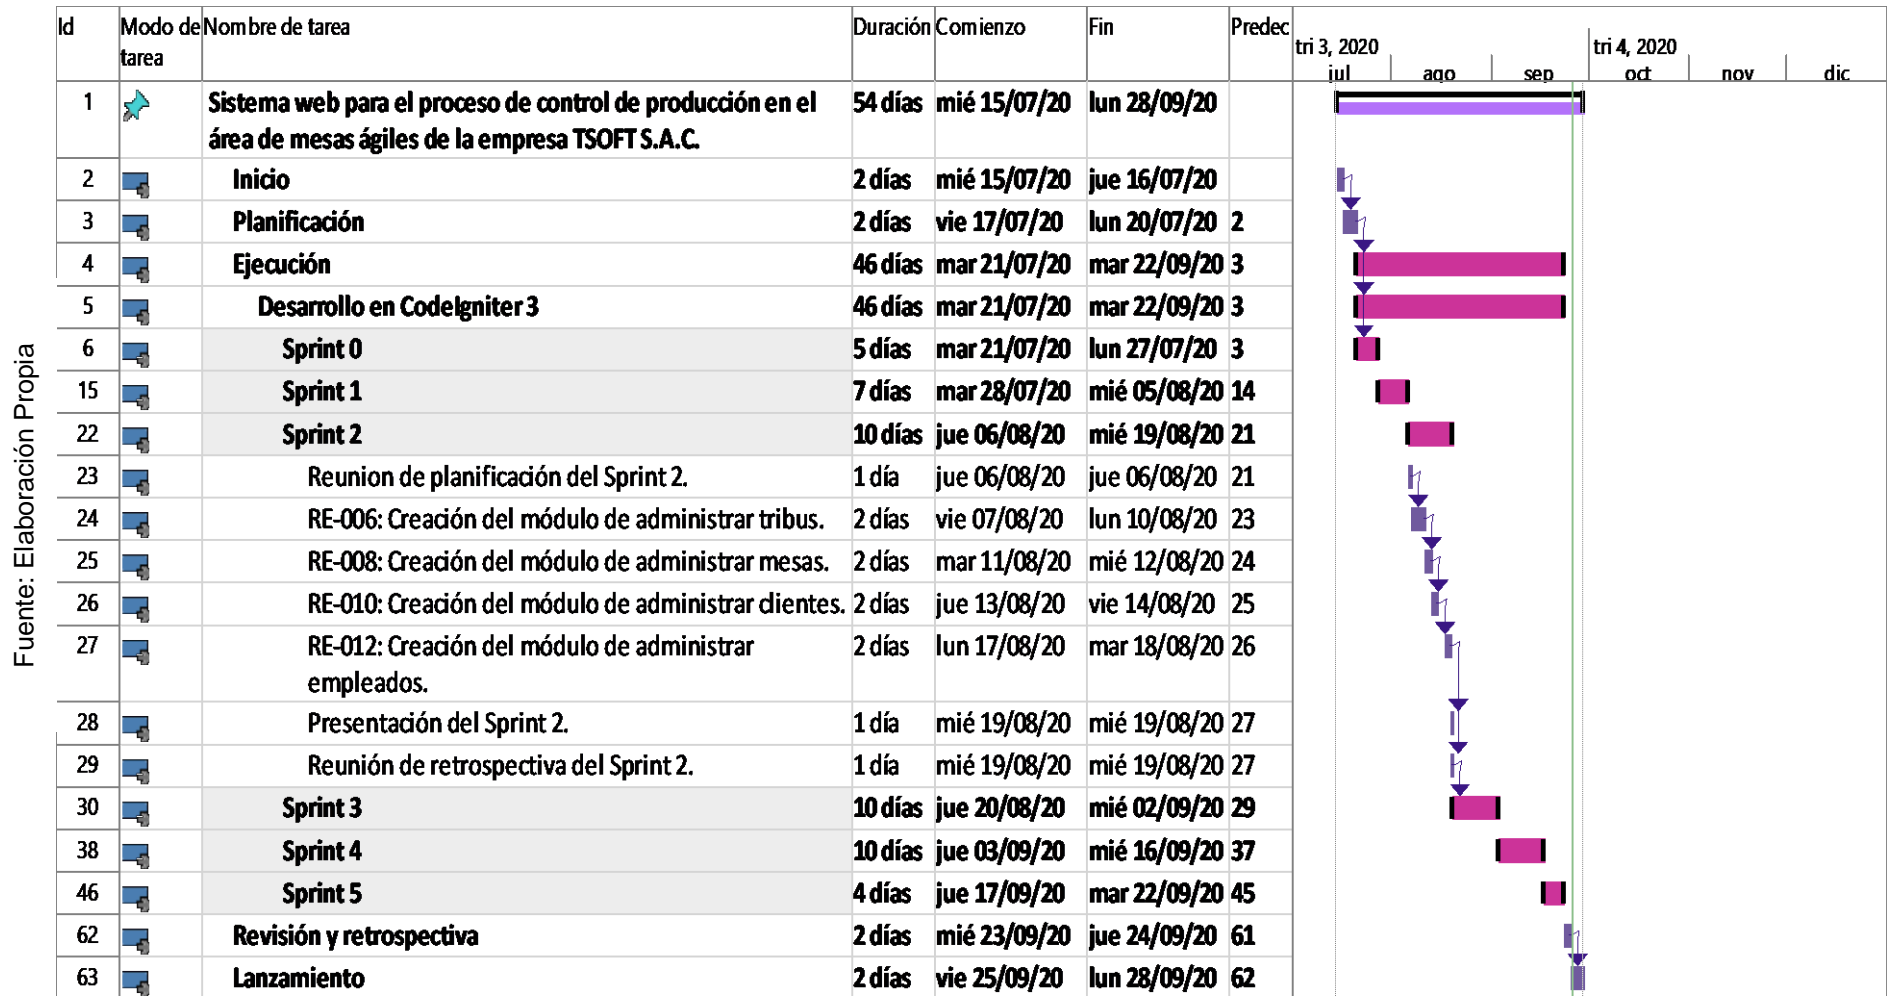 Id Modo de Nombre de tarea Duración Comienzo Fin Predec
tarea
tri 3, 2020 tri 4, 2020
jul ago sep oct nov dic
1 Sistema web para el proceso de control de producción en el 54 días mié 15/07/20 lun 28/09/20
área de mesas ágiles de la empresa TSOFT S.A.C.
2 Inicio 2 días mié 15/07/20 jue 16/07/20
3 Planificación 2 días vie 17/07/20 lun 20/07/20 2
4 Ejecución 46 días mar 21/07/20 mar 22/09/20 3
5 Desarrollo en CodeIgniter 3 46 días mar 21/07/20 mar 22/09/20 3
6 Sprint 0 5 días mar 21/07/20 lun 27/07/20 3
15 Sprint 1 7 días mar 28/07/20 mié 05/08/20 14
22 Sprint 2 10 días jue 06/08/20 mié 19/08/20 21
23 Reunion de planificación del Sprint 2. 1 día jue 06/08/20 jue 06/08/20 21
24 RE-006: Creación del módulo de administrar tribus. 2 días vie 07/08/20 lun 10/08/20 23
25 RE-008: Creación del módulo de administrar mesas. 2 días mar 11/08/20 mié 12/08/20 24
26 RE-010: Creación del módulo de administrar clientes. 2 días jue 13/08/20 vie 14/08/20 25
27 RE-012: Creación del módulo de administrar 2 días lun 17/08/20 mar 18/08/20 26
empleados.
28 Presentación del Sprint 2. 1 día mié 19/08/20 mié 19/08/20 27
29 Reunión de retrospectiva del Sprint 2. 1 día mié 19/08/20 mié 19/08/20 27
30 Sprint 3 10 días jue 20/08/20 mié 02/09/20 29
38 Sprint 4 10 días jue 03/09/20 mié 16/09/20 37
46 Sprint 5 4 días jue 17/09/20 mar 22/09/20 45
62 Revisión y retrospectiva 2 días mié 23/09/20 jue 24/09/20 61
63 Lanzamiento 2 días vie 25/09/20 lun 28/09/20 62
Fuente: Elaboración Propia